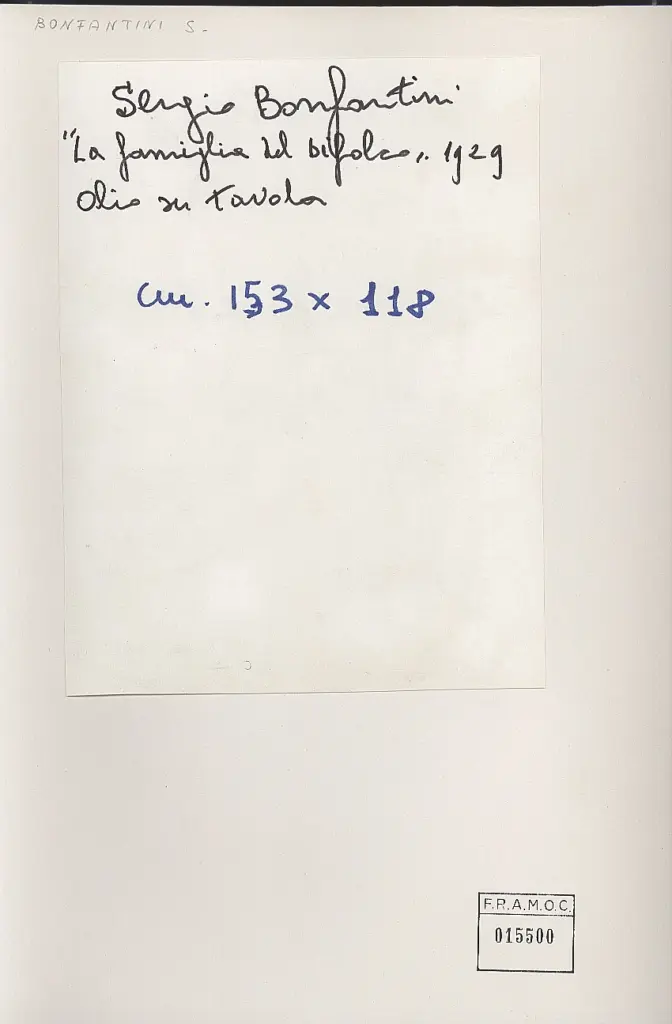 BONFANTINI S.
Sergio Bonfantini
"La famiglia del bifolco„. 1929
Olio su tavola
cm. 153 x 118
F.R.A.M.O.C.
015500